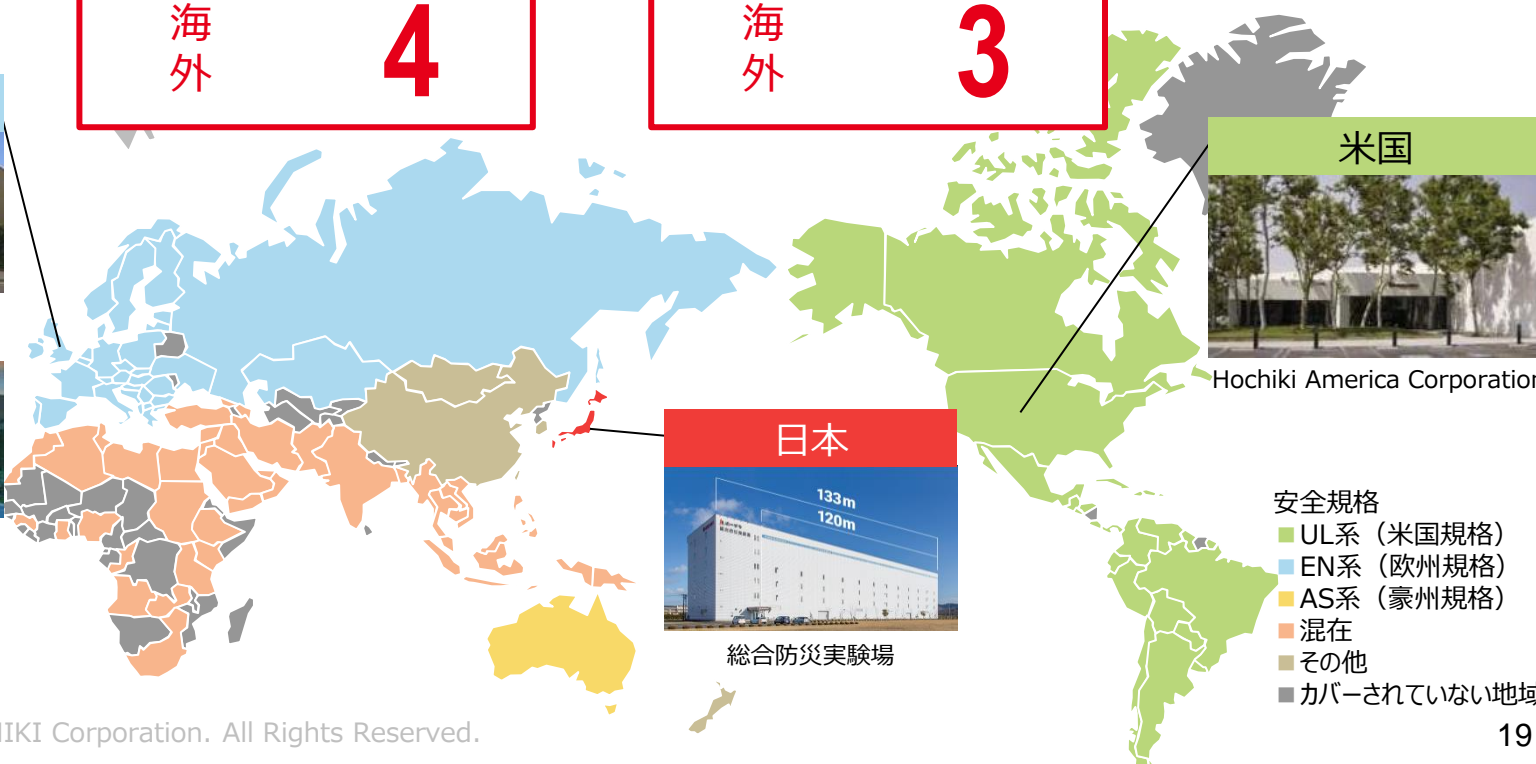 海外
4
海外
3
米国
Hochiki America Corporation
日本
133m
120m
総合防災実験場
安全規格
UL系（米国規格）
EN系（欧州規格）
AS系（豪州規格）
混在
その他
カバーされていない地域
IKI Corporation. All Rights Reserved.
19